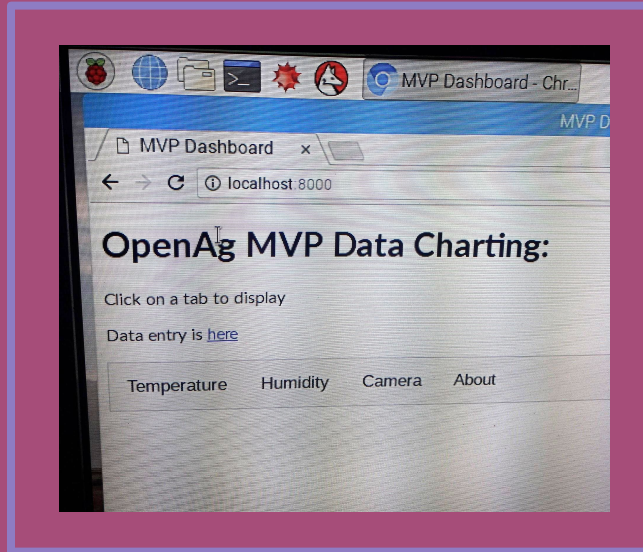 MVP Dashboard - Chr...
MVP D
MVP Dashboard
localhost:8000
OpenAg MVP Data Charting:
Click on a tab to display
Data entry is here
Temperature Humidity Camera About